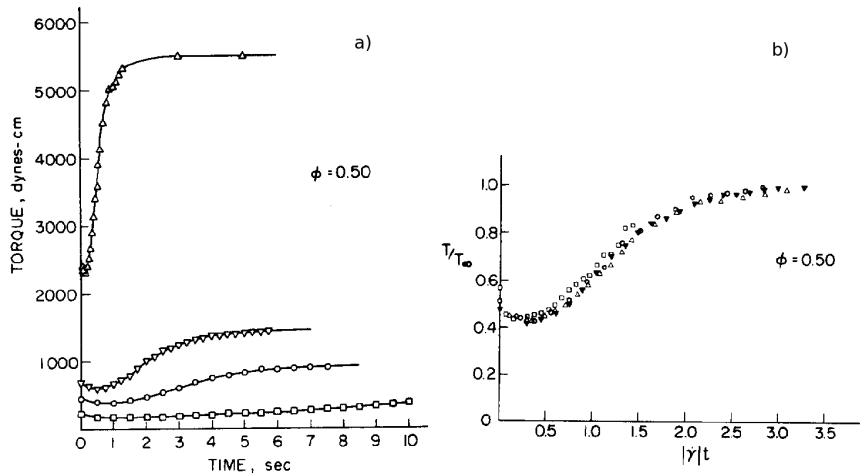 a)
6000
5000
4000
3000
2000
1000
0
TORQUE, dynes-cm
ϕ = 0.50
0 1 2 3 4 5 6 7 8 9 10
TIME, sec
b)
1.0
0.8
0.6
0.4
0.2
0
T/T∞
ϕ = 0.50
0.5 1.0 1.5 2.0 2.5 3.0 3.5
|γ̇|t